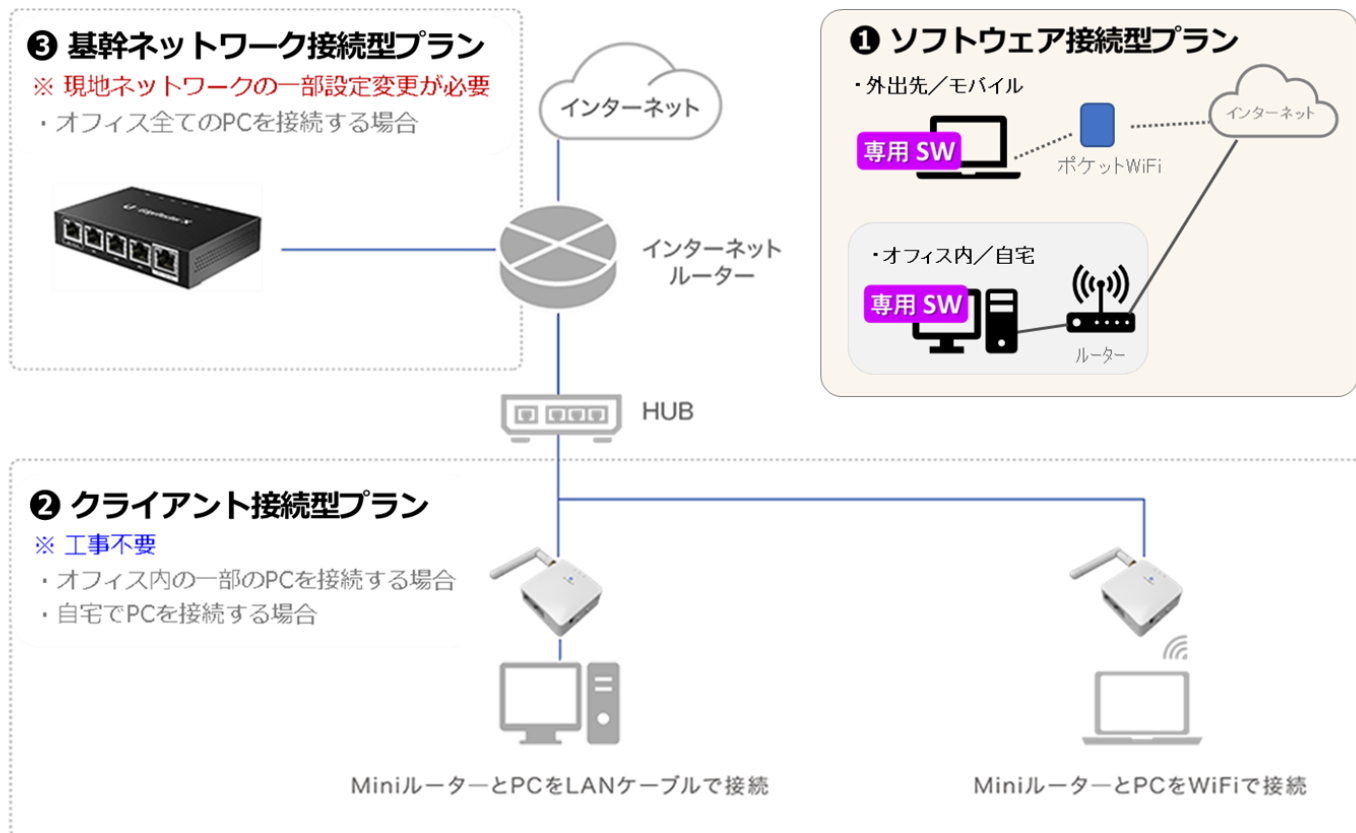 ❸ 基幹ネットワーク接続型プラン
※ 現地ネットワークの一部設定変更が必要
・オフィス全てのPCを接続する場合
EdgeRouter X
インターネット
インターネット
ルーター
HUB
❶ ソフトウェア接続型プラン
・外出先／モバイル
専用 SW
ポケットWiFi
インターネット
・オフィス内／自宅
専用 SW
ルーター
❷ クライアント接続型プラン
※ 工事不要
・オフィス内の一部のPCを接続する場合
・自宅でPCを接続する場合
MiniルーターとPCをLANケーブルで接続
MiniルーターとPCをWiFiで接続